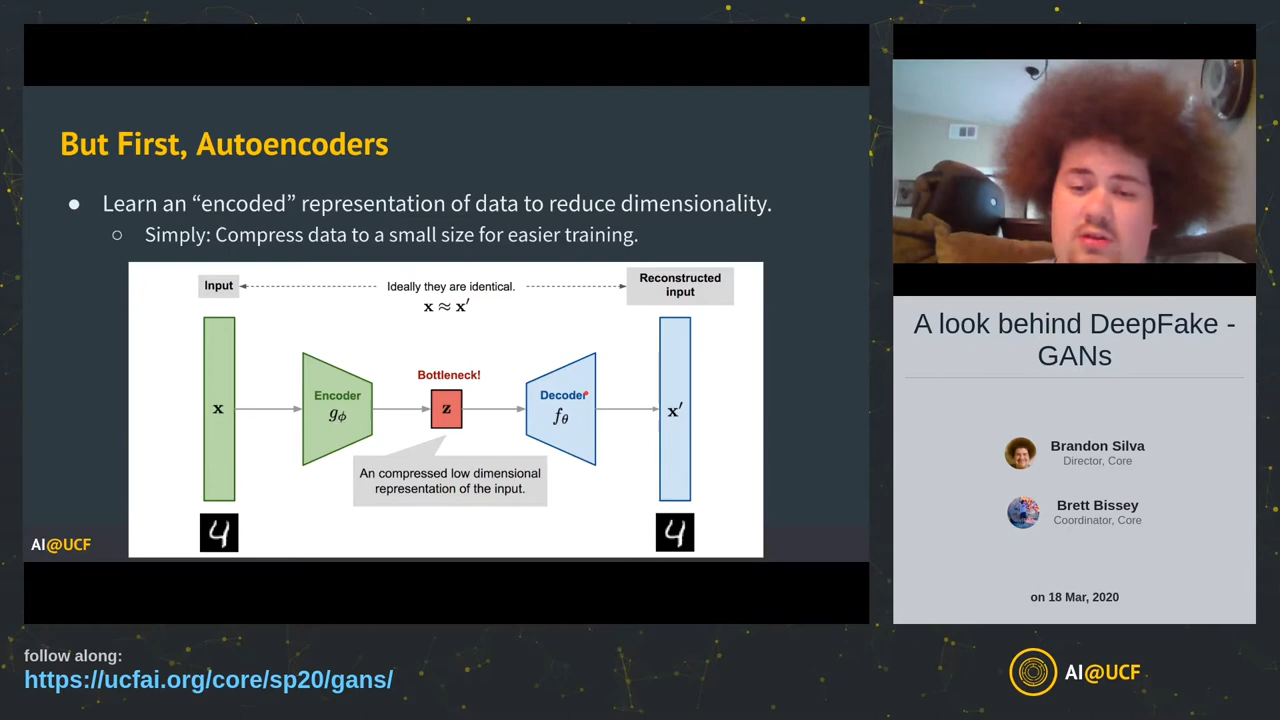 But First, Autoencoders
● Learn an “encoded” representation of data to reduce dimensionality.
○ Simply: Compress data to a small size for easier training.
Input
Ideally they are identical.
x ≈ x′
Reconstructed
input
Bottleneck!
x
Encoder
gϕ
z
Decoder
fθ
x′
An compressed low dimensional
representation of the input.
4
4
AI@UCF
A look behind DeepFake -
GANs
Brandon Silva
Director, Core
Brett Bissey
Coordinator, Core
on 18 Mar, 2020
follow along:
https://ucfai.org/core/sp20/gans/
AI@UCF